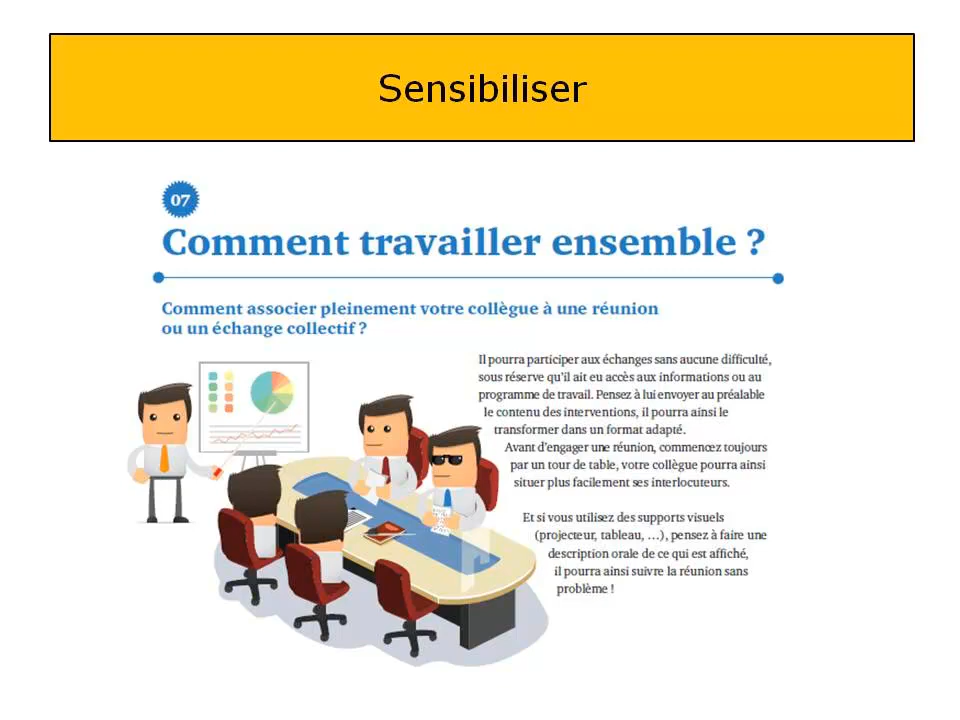 Sensibiliser
07
Comment travailler ensemble ?
Comment associer pleinement votre collègue à une réunion
ou un échange collectif ?
Il pourra participer aux échanges sans aucune difficulté,
sous réserve qu'il ait eu accès aux informations ou au
programme de travail. Pensez à lui envoyer au préalable
le contenu des interventions, il pourra ainsi le
transformer dans un format adapté.
Avant d'engager une réunion, commencez toujours
par un tour de table, votre collègue pourra ainsi
situer plus facilement ses interlocuteurs.
Et si vous utilisez des supports visuels
(projecteur, tableau, ...), pensez à faire une
description orale de ce qui est affiché,
il pourra ainsi suivre la réunion sans
problème !